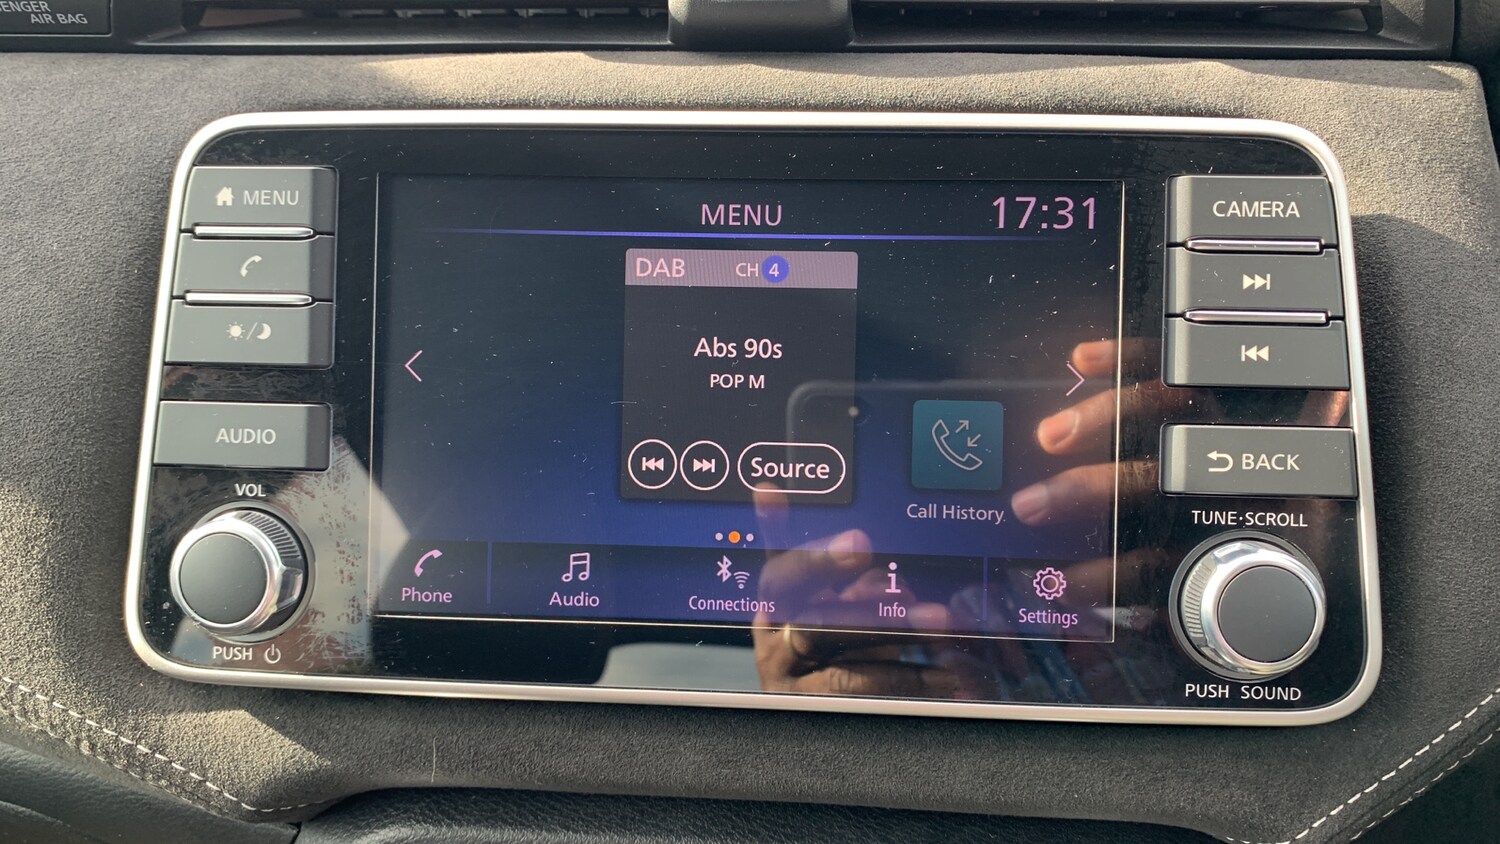 ENGER
AIR BAG
MENU
VOL
AUDIO
PUSH
MENU
17:31
DAB
CH 4
Abs 90s
POP M
Source
Call History
Phone
Audio
Connections
Info
Settings
CAMERA
BACK
TUNE·SCROLL
PUSH SOUND